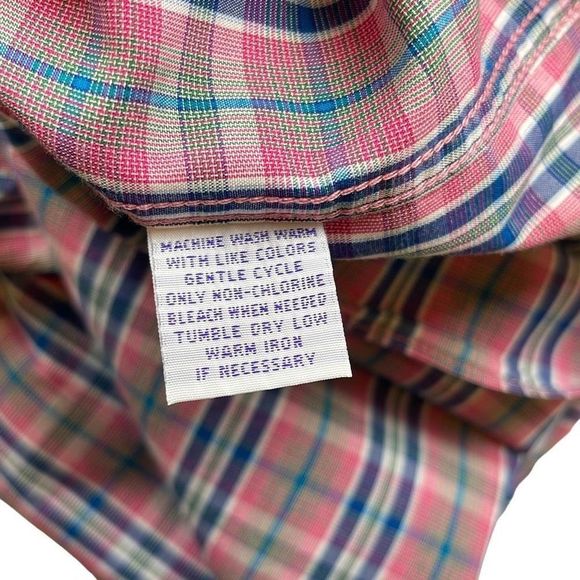 MACHINE WASH WARM
WITH LIKE COLORS
GENTLE CYCLE
ONLY NON-CHLORINE
BLEACH WHEN NEEDED
TUMBLE DRY LOW
WARM IRON
IF NECESSARY